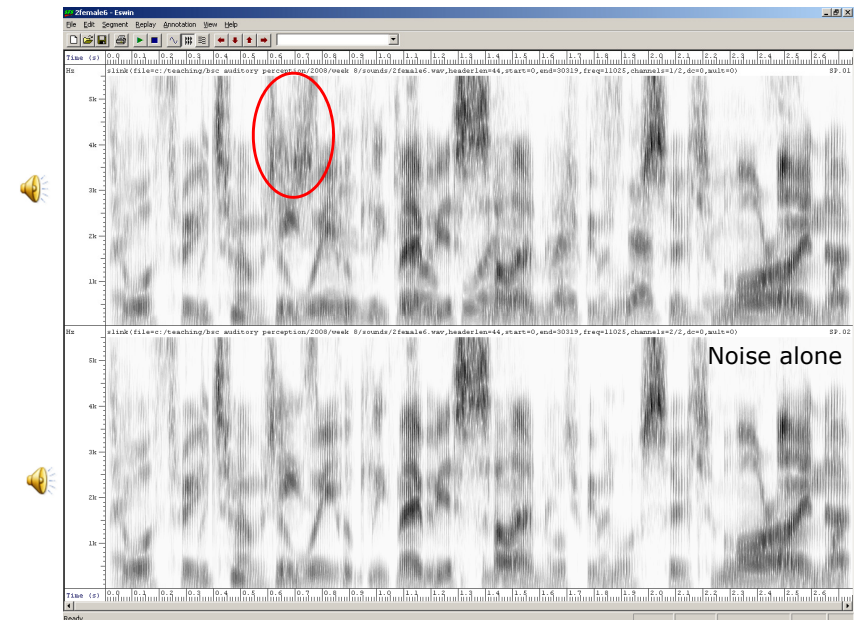 2female6 - Eswin
File Edit Segment Replay Annotation View Help
Time (s) 0.0 0.1 0.2 0.3 0.4 0.5 0.6 0.7 0.8 0.9 1.0 1.1 1.2 1.3 1.4 1.5 1.6 1.7 1.8 1.9 2.0 2.1 2.2 2.3 2.4 2.5 2.6
Hz slink(file=c:/teaching/bsc auditory perception/2008/week 8/sounds/2female6.wav,headerlen=44,start=0,end=30319,freq=11025,channels=1/2,dc=0,mult=0) SP.01
5k
4k
3k
2k
1k
Hz slink(file=c:/teaching/bsc auditory perception/2008/week 8/sounds/2female6.wav,headerlen=44,start=0,end=30319,freq=11025,channels=2/2,dc=0,mult=0) SP.02
Noise alone
5k
4k
3k
2k
1k
Time (s) 0.0 0.1 0.2 0.3 0.4 0.5 0.6 0.7 0.8 0.9 1.0 1.1 1.2 1.3 1.4 1.5 1.6 1.7 1.8 1.9 2.0 2.1 2.2 2.3 2.4 2.5 2.6
Ready